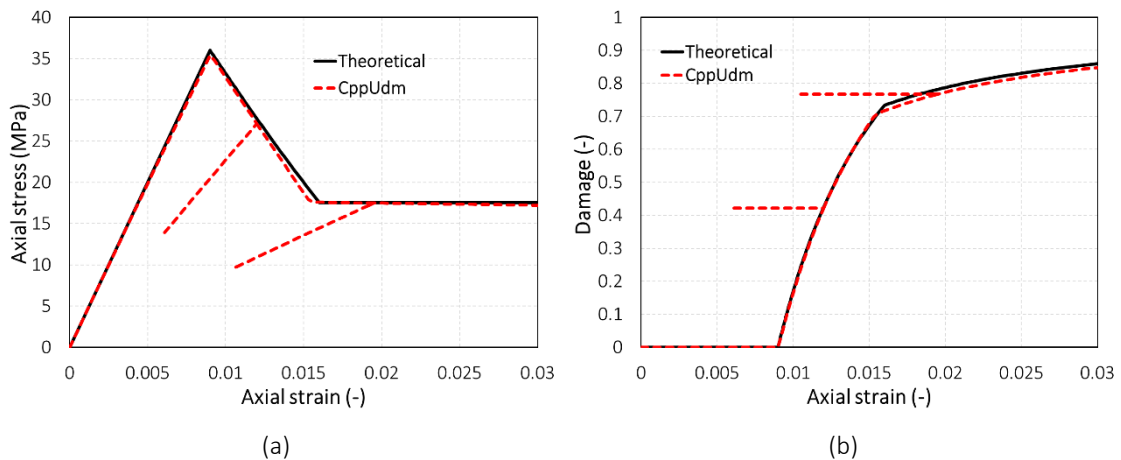 40
35
30
25
20
15
10
5
0
Axial stress (MPa)
Theoretical
CppUdm
0 0.005 0.01 0.015 0.02 0.025 0.03
Axial strain (-)
(a)
1
0.9
0.8
0.7
0.6
0.5
0.4
0.3
0.2
0.1
0
Damage (-)
Theoretical
CppUdm
0 0.005 0.01 0.015 0.02 0.025 0.03
Axial strain (-)
(b)